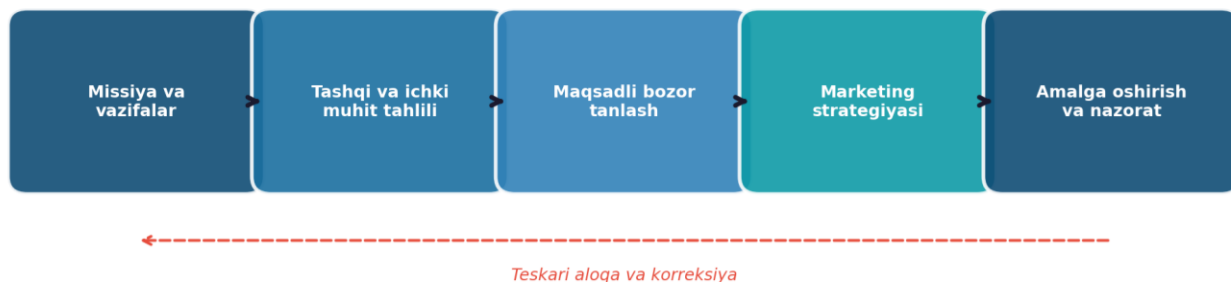 Missiya va
vazifalar
Tashqi va ichki
muhit tahlili
Maqsadli bozor
tanlash
Marketing
strategiyasi
Amalga oshirish
va nazorat
Teskari aloqa va korreksiya